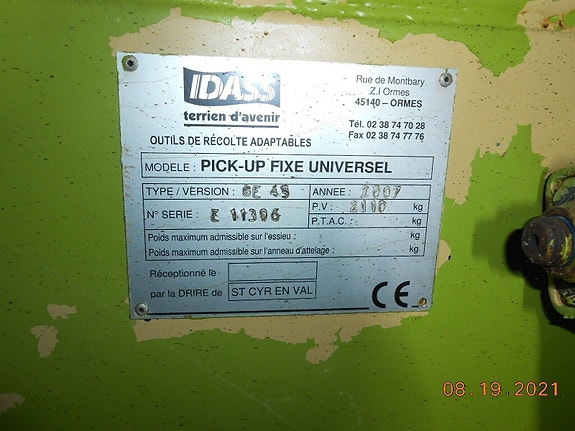 IDASS
terrien d'avenir
Rue de Montbary
Z.I Ormes
45140 – ORMES
Tél. 02 38 74 70 28
Fax 02 38 74 77 76
OUTILS DE RÉCOLTE ADAPTABLES
MODELE : PICK-UP FIXE UNIVERSEL
TYPE / VERSION : GE 4S ANNEE : 2007
N° SERIE : E 11306 P.V : 2110 kg
P.T.A.C. : kg
Poids maximum admissible sur l'essieu : kg
Poids maximum admissible sur l'anneau d'attelage : kg
Réceptionné le
par la DRIRE de ST CYR EN VAL
CE
08.19.2021